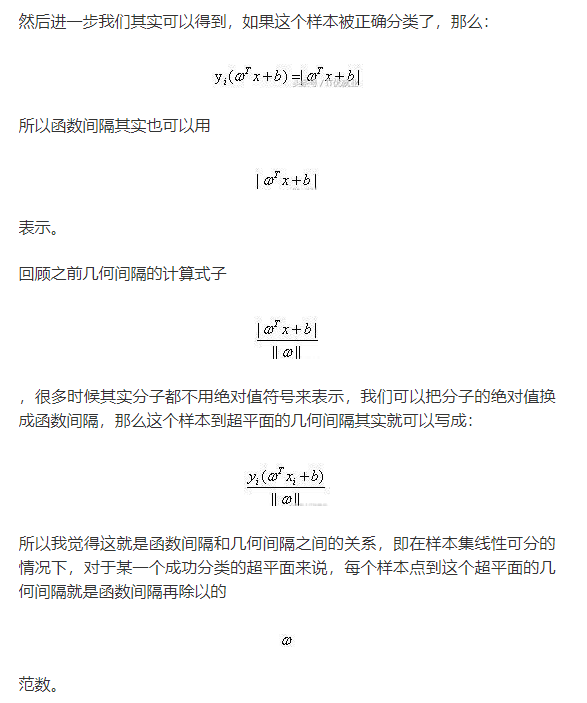 然后进一步我们其实可以得到，如果这个样本被正确分类了，那么：
y_i(ω^T x+b)=|ω^T x+b|
所以函数间隔其实也可以用
|ω^T x+b|
表示。
回顾之前几何间隔的计算式子
|ω^T x+b|
||ω||
，很多时候其实分子都不用绝对值符号来表示，我们可以把分子的绝对值换
成函数间隔，那么这个样本到超平面的几何间隔其实就可以写成：
y_i(ω^T x_i+b)
||ω||
所以我觉得这就是函数间隔和几何间隔之间的关系，即在样本集线性可分的
情况下，对于某一个成功分类的超平面来说，每个样本点到这个超平面的几
何间隔就是函数间隔再除以的
ω
范数。